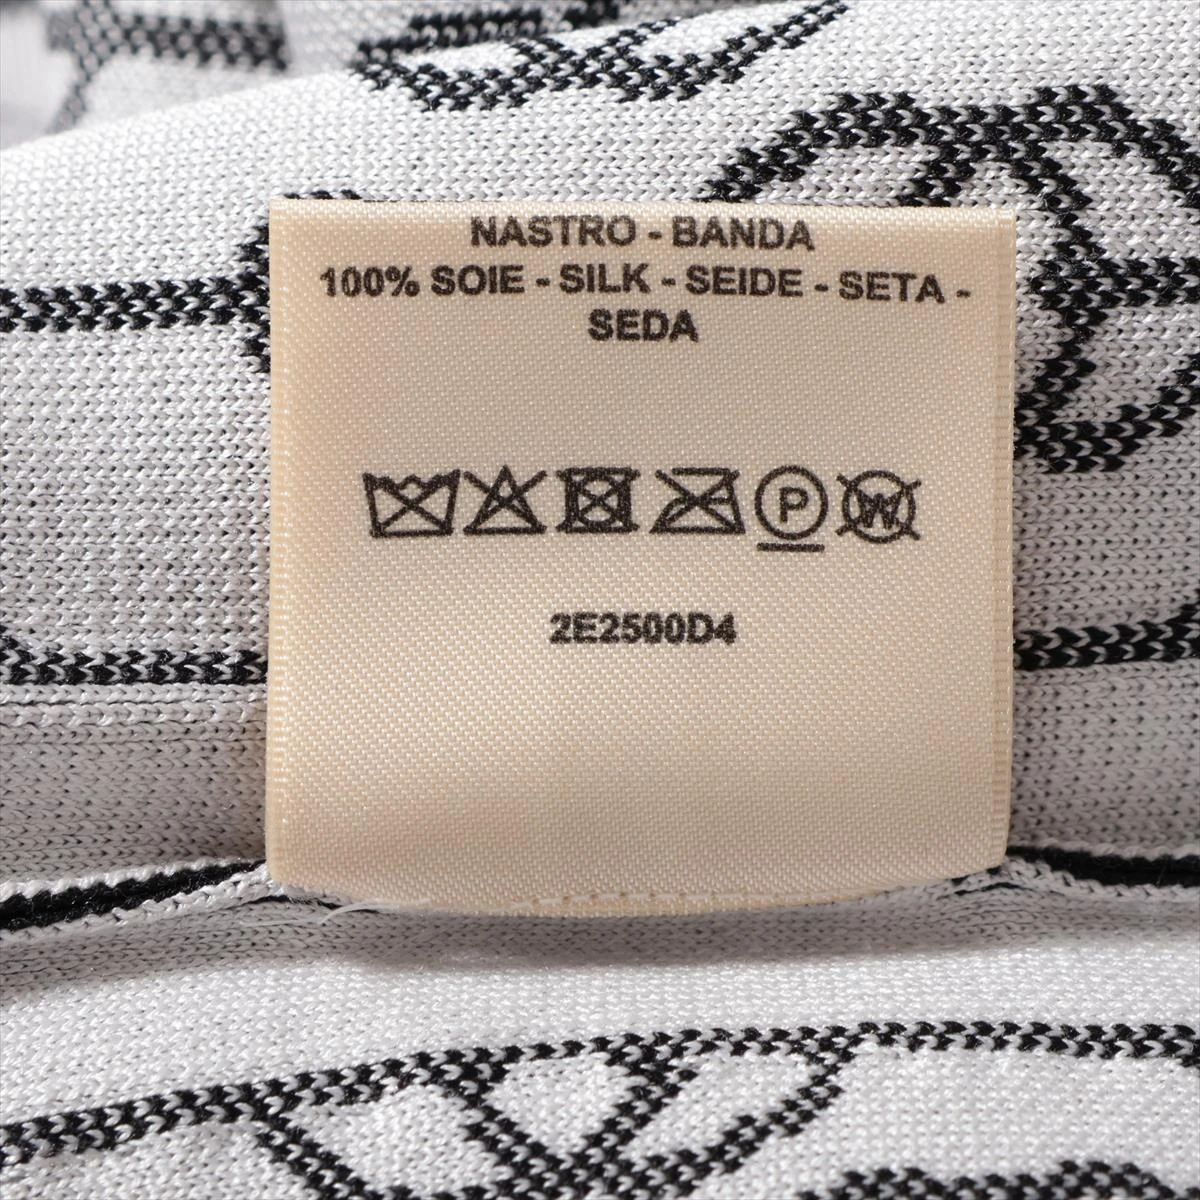 NASTRO - BANDA
100% SOIE - SILK - SEIDE - SETA -
SEDA
P W
2E2500D4